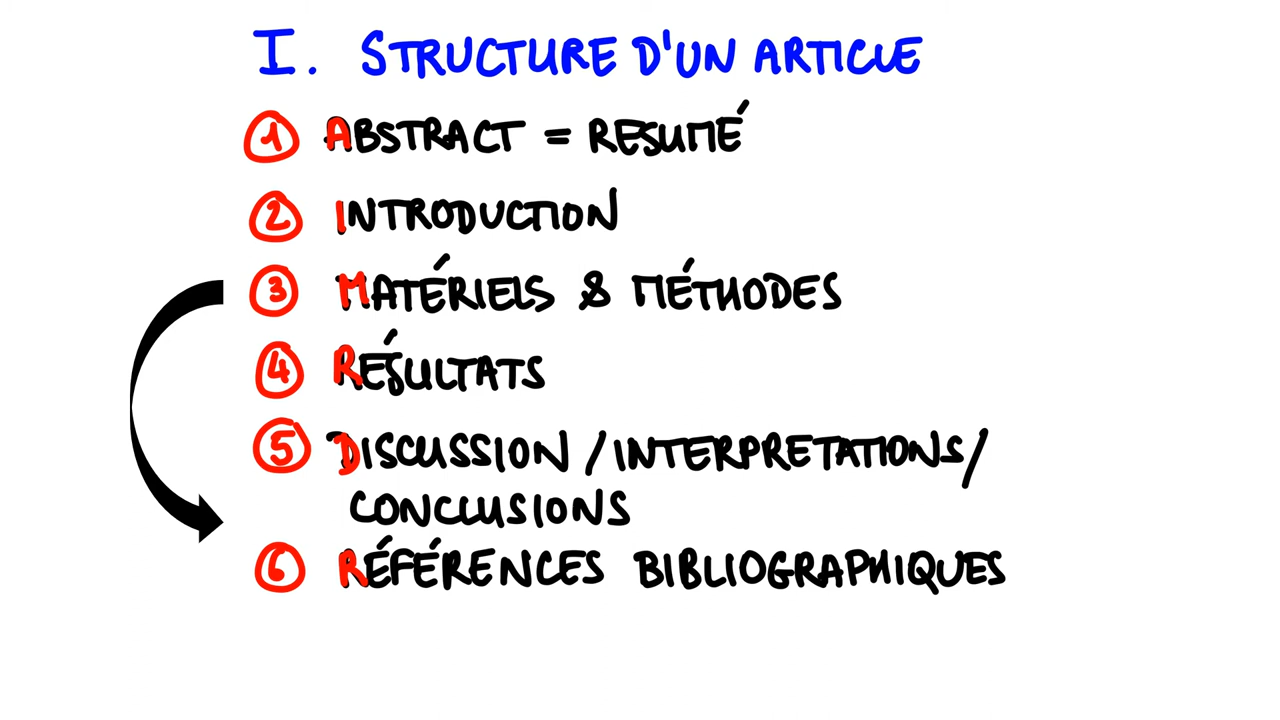 I. STRUCTURE D'UN ARTICLE
1 ABSTRACT = RESUMÉ
2 INTRODUCTION
3 MATÉRIELS & MÉTHODES
4 RÉSULTATS
5 DISCUSSION / INTERPRETATIONS /
CONCLUSIONS
6 RÉFÉRENCES BIBLIOGRAPHIQUES